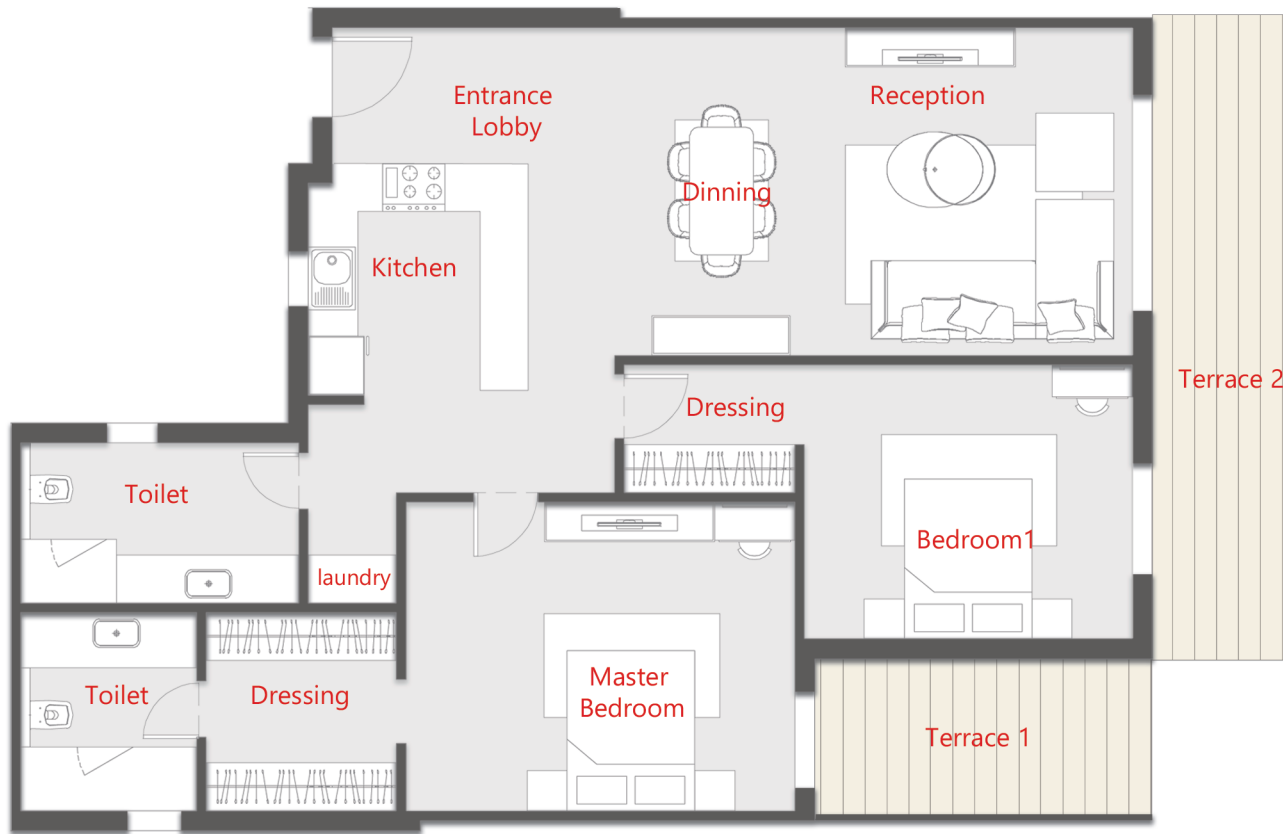 Entrance
Lobby
Reception
Dinning
Kitchen
Terrace 2
Dressing
Toilet
Bedroom1
laundry
Master
Bedroom
Toilet
Dressing
Terrace 1